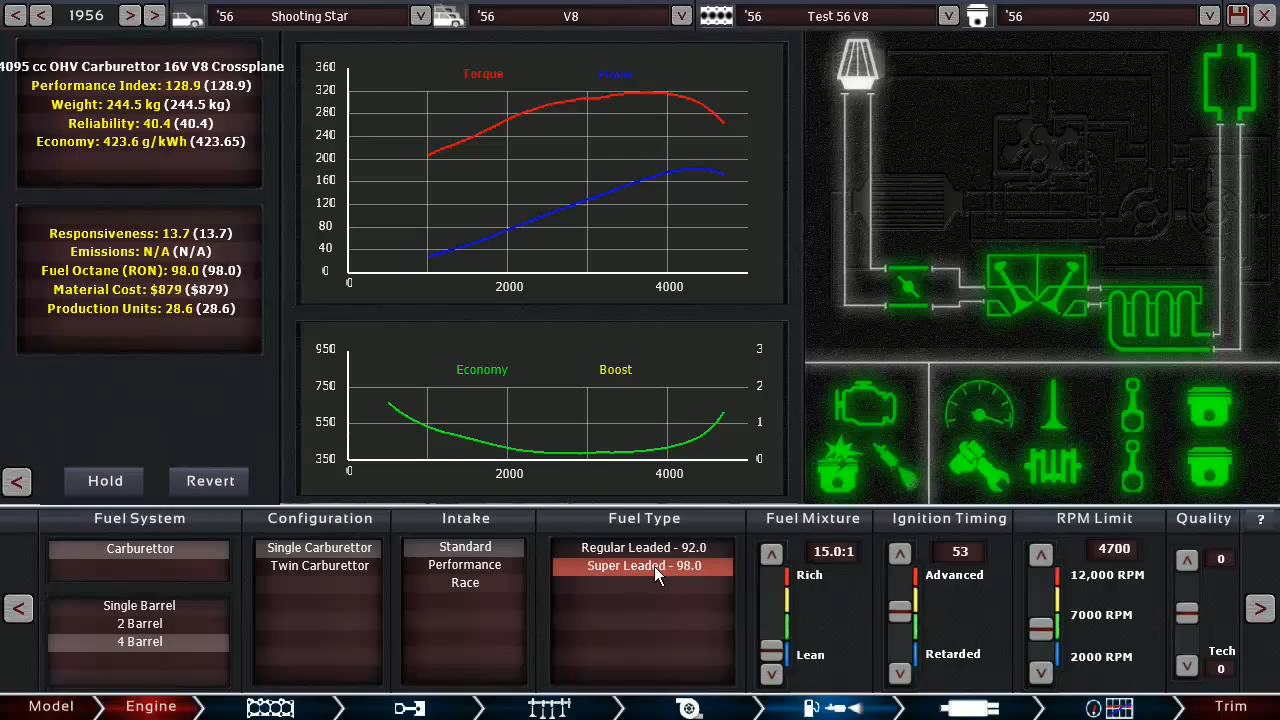 1956
'56 Shooting Star
'56 V8
'56 Test 56 V8
'56 250
4095 cc OHV Carburettor 16V V8 Crossplane
Performance Index: 128.9 (128.9)
Weight: 244.5 kg (244.5 kg)
Reliability: 40.4 (40.4)
Economy: 423.6 g/kWh (423.65)
Responsiveness: 13.7 (13.7)
Emissions: N/A (N/A)
Fuel Octane (RON): 98.0 (98.0)
Material Cost: $879 ($879)
Production Units: 28.6 (28.6)
Hold
Revert
Torque
Power
360
320
280
240
200
160
120
80
40
0
0 2000 4000
Economy
Boost
950
750
550
350
3
2
1
0
0 2000 4000
Fuel System
Carburettor
Single Barrel
2 Barrel
4 Barrel
Configuration
Single Carburettor
Twin Carburettor
Intake
Standard
Performance
Race
Fuel Type
Regular Leaded - 92.0
Super Leaded - 98.0
Fuel Mixture
15.0:1
Rich
Lean
Ignition Timing
53
Advanced
Retarded
RPM Limit
4700
12,000 RPM
7000 RPM
2000 RPM
Quality
0
Tech
0
?
Model
Engine
Trim